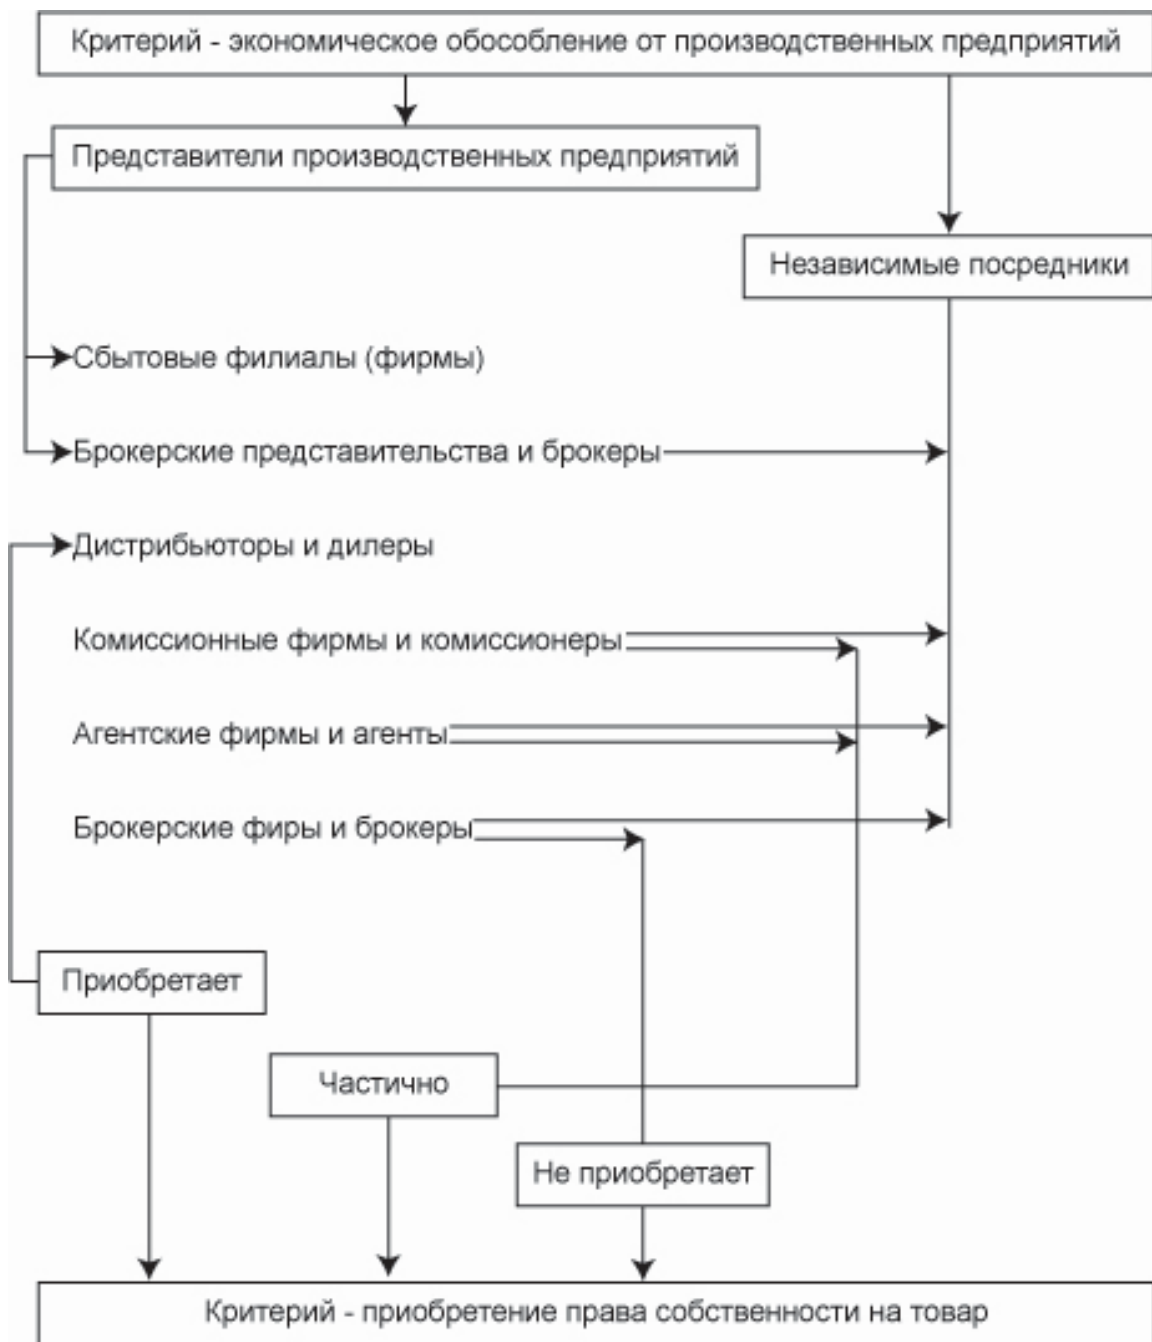 Критерий - экономическое обособление от производственных предприятий
Представители производственных предприятий
Независимые посредники
Сбытовые филиалы (фирмы)
Брокерские представительства и брокеры
Дистрибьюторы и дилеры
Комиссионные фирмы и комиссионеры
Агентские фирмы и агенты
Брокерские фиры и брокеры
Приобретает
Частично
Не приобретает
Критерий - приобретение права собственности на товар